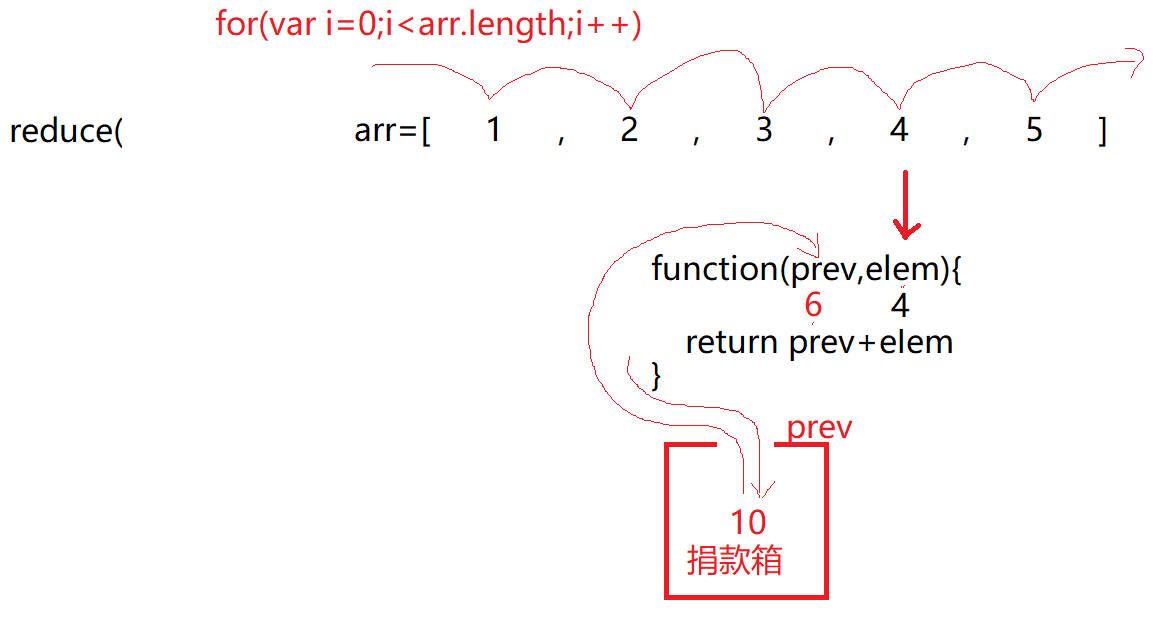 for(var i=0;i<arr.length;i++)
reduce( arr=[ 1 , 2 , 3 , 4 , 5 ]
function(prev,elem){
6 4
return prev+elem
}
prev
10
捐款箱